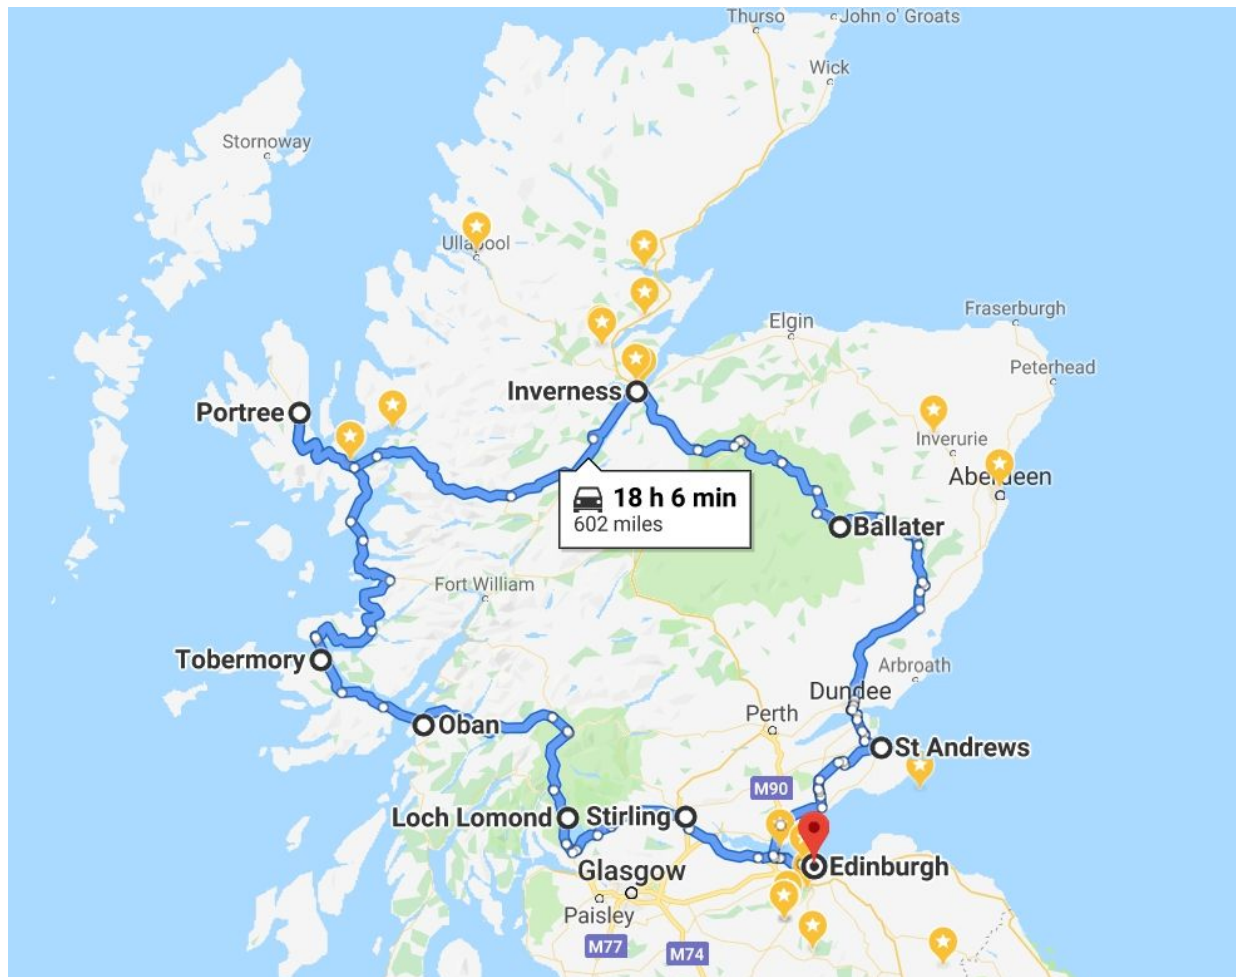 Thurso
John o' Groats
Wick
Stornoway
Ullapool
Fraserburgh
Elgin
Peterhead
Inverness
Portree
Inverurie
Aberdeen
18 h 6 min
602 miles
Ballater
Fort William
Tobermory
Arbroath
Dundee
Oban
Perth
St Andrews
M90
Loch Lomond
Stirling
Glasgow
Edinburgh
Paisley
M77
M74